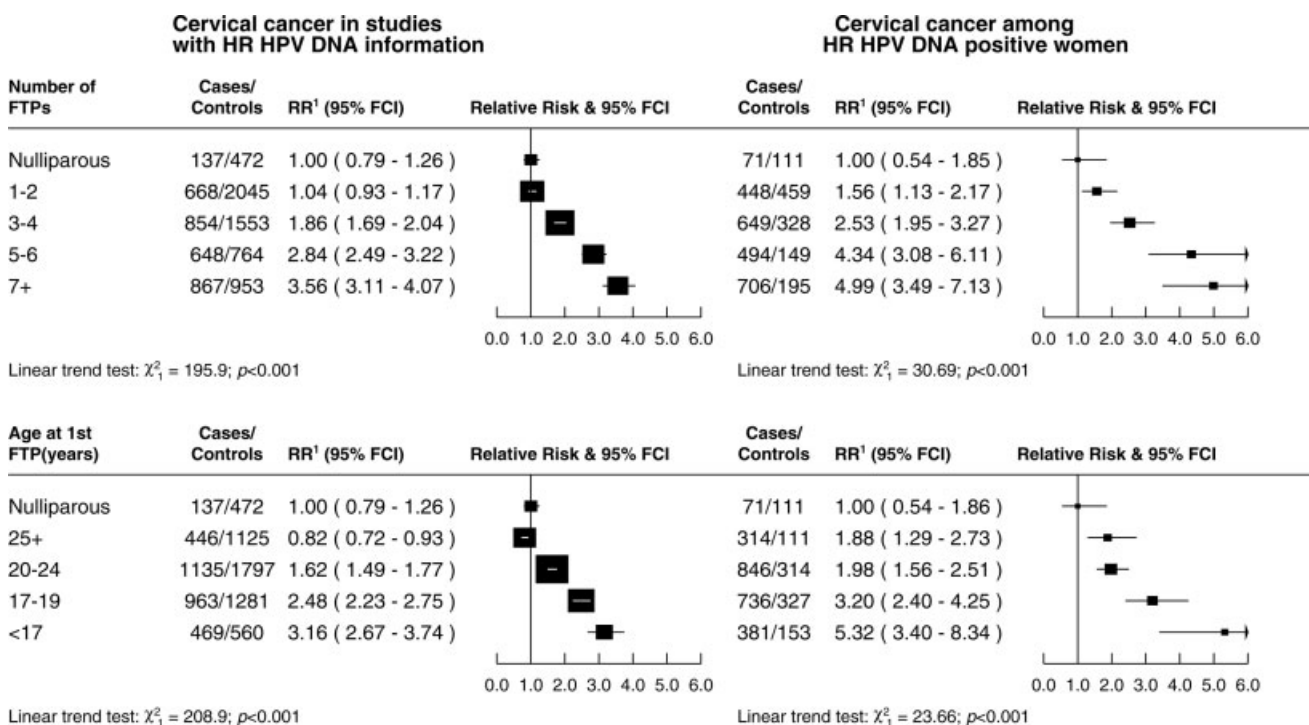 Cervical cancer in studies
with HR HPV DNA information
Cervical cancer among
HR HPV DNA positive women
Number of FTPs Cases/ Controls RR¹ (95% FCI) Relative Risk & 95% FCI Cases/ Controls RR¹ (95% FCI) Relative Risk & 95% FCI
Nulliparous 137/472 1.00 ( 0.79 - 1.26 ) 71/111 1.00 ( 0.54 - 1.85 )
1-2 668/2045 1.04 ( 0.93 - 1.17 ) 448/459 1.56 ( 1.13 - 2.17 )
3-4 854/1553 1.86 ( 1.69 - 2.04 ) 649/328 2.53 ( 1.95 - 3.27 )
5-6 648/764 2.84 ( 2.49 - 3.22 ) 494/149 4.34 ( 3.08 - 6.11 )
7+ 867/953 3.56 ( 3.11 - 4.07 ) 706/195 4.99 ( 3.49 - 7.13 )
0.0 1.0 2.0 3.0 4.0 5.0 6.0 0.0 1.0 2.0 3.0 4.0 5.0 6.0
Linear trend test: χ²₁ = 195.9; p<0.001 Linear trend test: χ²₁ = 30.69; p<0.001
Age at 1st FTP(years) Cases/ Controls RR¹ (95% FCI) Relative Risk & 95% FCI Cases/ Controls RR¹ (95% FCI) Relative Risk & 95% FCI
Nulliparous 137/472 1.00 ( 0.79 - 1.26 ) 71/111 1.00 ( 0.54 - 1.86 )
25+ 446/1125 0.82 ( 0.72 - 0.93 ) 314/111 1.88 ( 1.29 - 2.73 )
20-24 1135/1797 1.62 ( 1.49 - 1.77 ) 846/314 1.98 ( 1.56 - 2.51 )
17-19 963/1281 2.48 ( 2.23 - 2.75 ) 736/327 3.20 ( 2.40 - 4.25 )
<17 469/560 3.16 ( 2.67 - 3.74 ) 381/153 5.32 ( 3.40 - 8.34 )
0.0 1.0 2.0 3.0 4.0 5.0 6.0 0.0 1.0 2.0 3.0 4.0 5.0 6.0
Linear trend test: χ²₁ = 208.9; p<0.001 Linear trend test: χ²₁ = 23.66; p<0.001